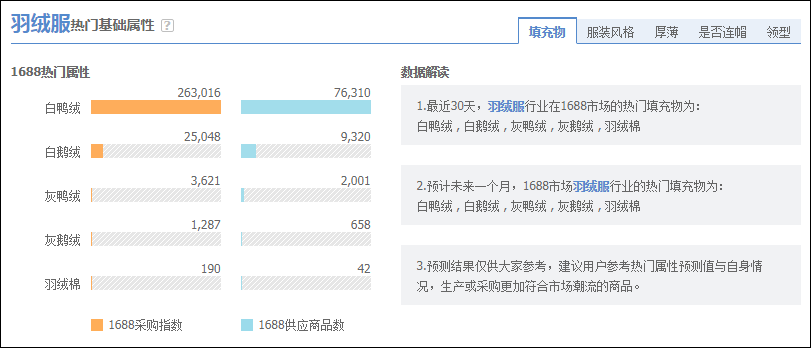 羽绒服热门基础属性 ?
填充物 服装风格 厚薄 是否连帽 领型
1688热门属性
263,016 76,310
白鸭绒
25,048 9,320
白鹅绒
3,621 2,001
灰鸭绒
1,287 658
灰鹅绒
190 42
羽绒棉
1688采购指数 1688供应商品数
数据解读
1.最近30天，羽绒服行业在1688市场的热门填充物为：
白鸭绒 , 白鹅绒 , 灰鸭绒 , 灰鹅绒 , 羽绒棉
2.预计未来一个月，1688市场羽绒服行业的热门填充物为：
白鸭绒 , 白鹅绒 , 灰鸭绒 , 灰鹅绒 , 羽绒棉
3.预测结果仅供大家参考，建议用户参考热门属性预测值与自身情
况，生产或采购更加符合市场潮流的商品。